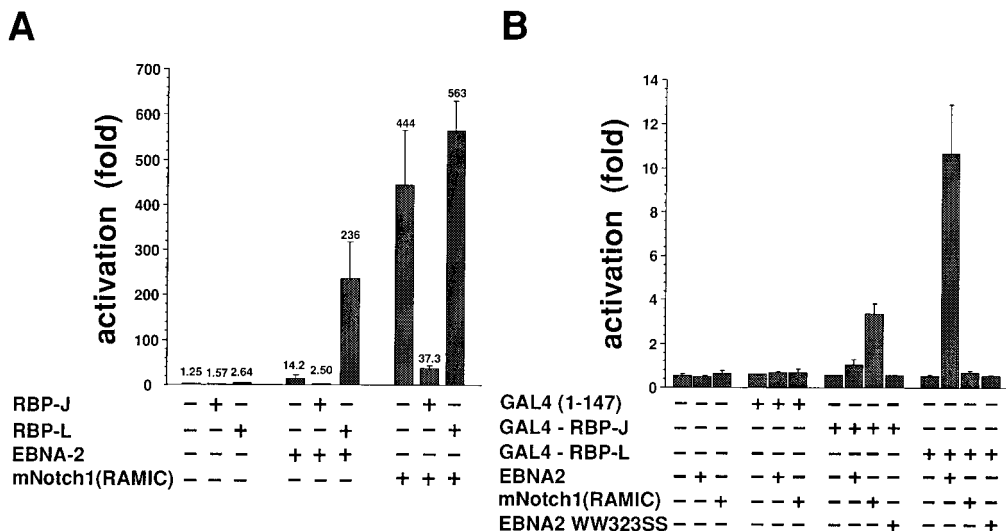 A
activation (fold)
700
600
500
400
300
200
100
0
1.25
1.57
2.64
14.2
2.50
236
444
37.3
563
RBP-J − + − − + − − + −
RBP-L − − + − − + − − +
EBNA-2 − − − + + + − − −
mNotch1(RAMIC) − − − − − − + + +
B
activation (fold)
14
12
10
8
6
4
2
0
GAL4 (1-147) − − − + + + − − − − − − − −
GAL4 - RBP-J − − − − − − + + + + − − − −
GAL4 - RBP-L − − − − − − − − − − + + + +
EBNA2 − + − − + − − + − − − + − −
mNotch1(RAMIC) − − + − − + − − + − − − + −
EBNA2 WW323SS − − − − − − − − − + − − − +